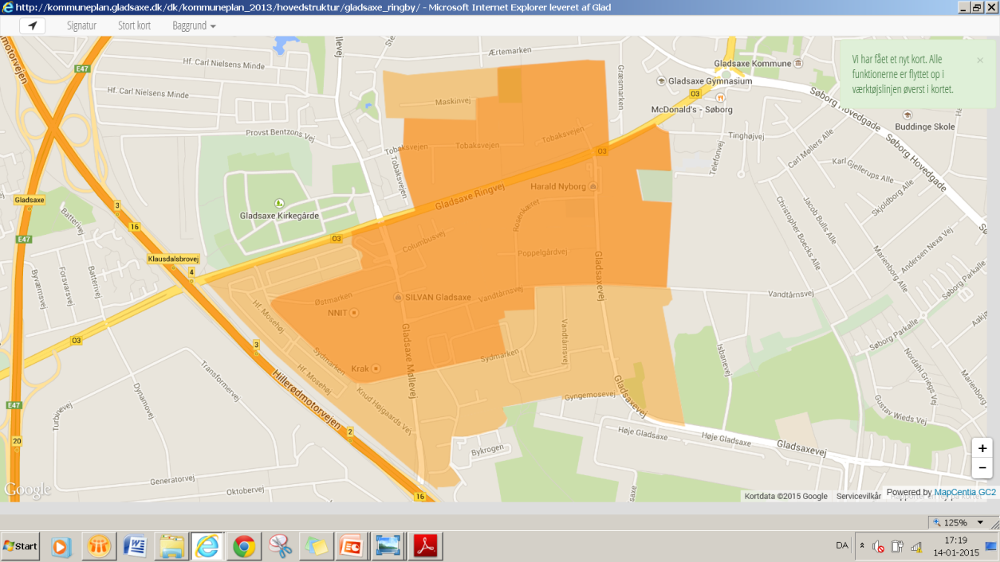 http://kommuneplan.gladsaxe.dk/dk/kommuneplan_2013/hovedstruktur/gladsaxe_ringby/ - Microsoft Internet Explorer leveret af Glad
Signatur
Stort kort
Baggrund
Vi har fået et nyt kort. Alle
funktionerne er flyttet op i
værktøjslinjen øverst i kortet.
×
Ærtemarken
Hf. Carl Nielsens Minde
Hf. Carl Nielsens Minde
Møllevej
Græsmarken
Gladsaxe Kommune
Gladsaxe Gymnasium
O3
McDonald's - Søborg
Søborg Hovedgade
Buddinge Skole
motorvejen
E47
Maskinvej
Provst Bentzons Vej
Tobaksvejen
Tobaksvejen
Tobaksvejen
Tobaksvejen
O3
Tinghøjvej
Telefonvej
Carl Møllers Alle
Karl Gjellerups Alle
Søborg Hovedgade
Skjoldborg Alle
Gladsaxe Ringvej
Harald Nyborg
Gladsaxe
3
16
Batterivej
Gladsaxe Kirkegårde
Rosenkæret
Columbusvej
Poppelgårdvej
Christopher Boecks Alle
Jacob Bulls Alle
Andersen Nexø Vej
Marienborg Alle
E47
O3
Klausdalsbrovej
4
Byværnsvej
Forsvarsvej
Batterivej
Gladsaxevej
Søborg Parkalle
Østmarken
SILVAN Gladsaxe
Vandtårnsvej
Vandtårnsvej
NNIT
Hf. Mosehøj
O3
3
Sydmarken
Sydmarken
Gladsaxe Møllevej
Vandtårnsvej
Isbanevej
Søborg Parkalle
Nordahl Griegs Vej
Marienborg
Krak
Hf. Mosehøj
Hillerødmotorvejen
Transformervej
Dynamovej
Turbinevej
Knud Højgaards Vej
Gyngemosevej
Gladsaxevej
Gustav Wieds Vej
E47
20
2
Høje Gladsaxe
Høje Gladsaxe
Gladsaxevej
Bykrogen
Generatorvej
Oktobervej
16
saxe
+
−
Google
Kortdata ©2015 Google
Servicevilkår
Powered by MapCentia GC2
125%
Start
DA
17:19
14-01-2015